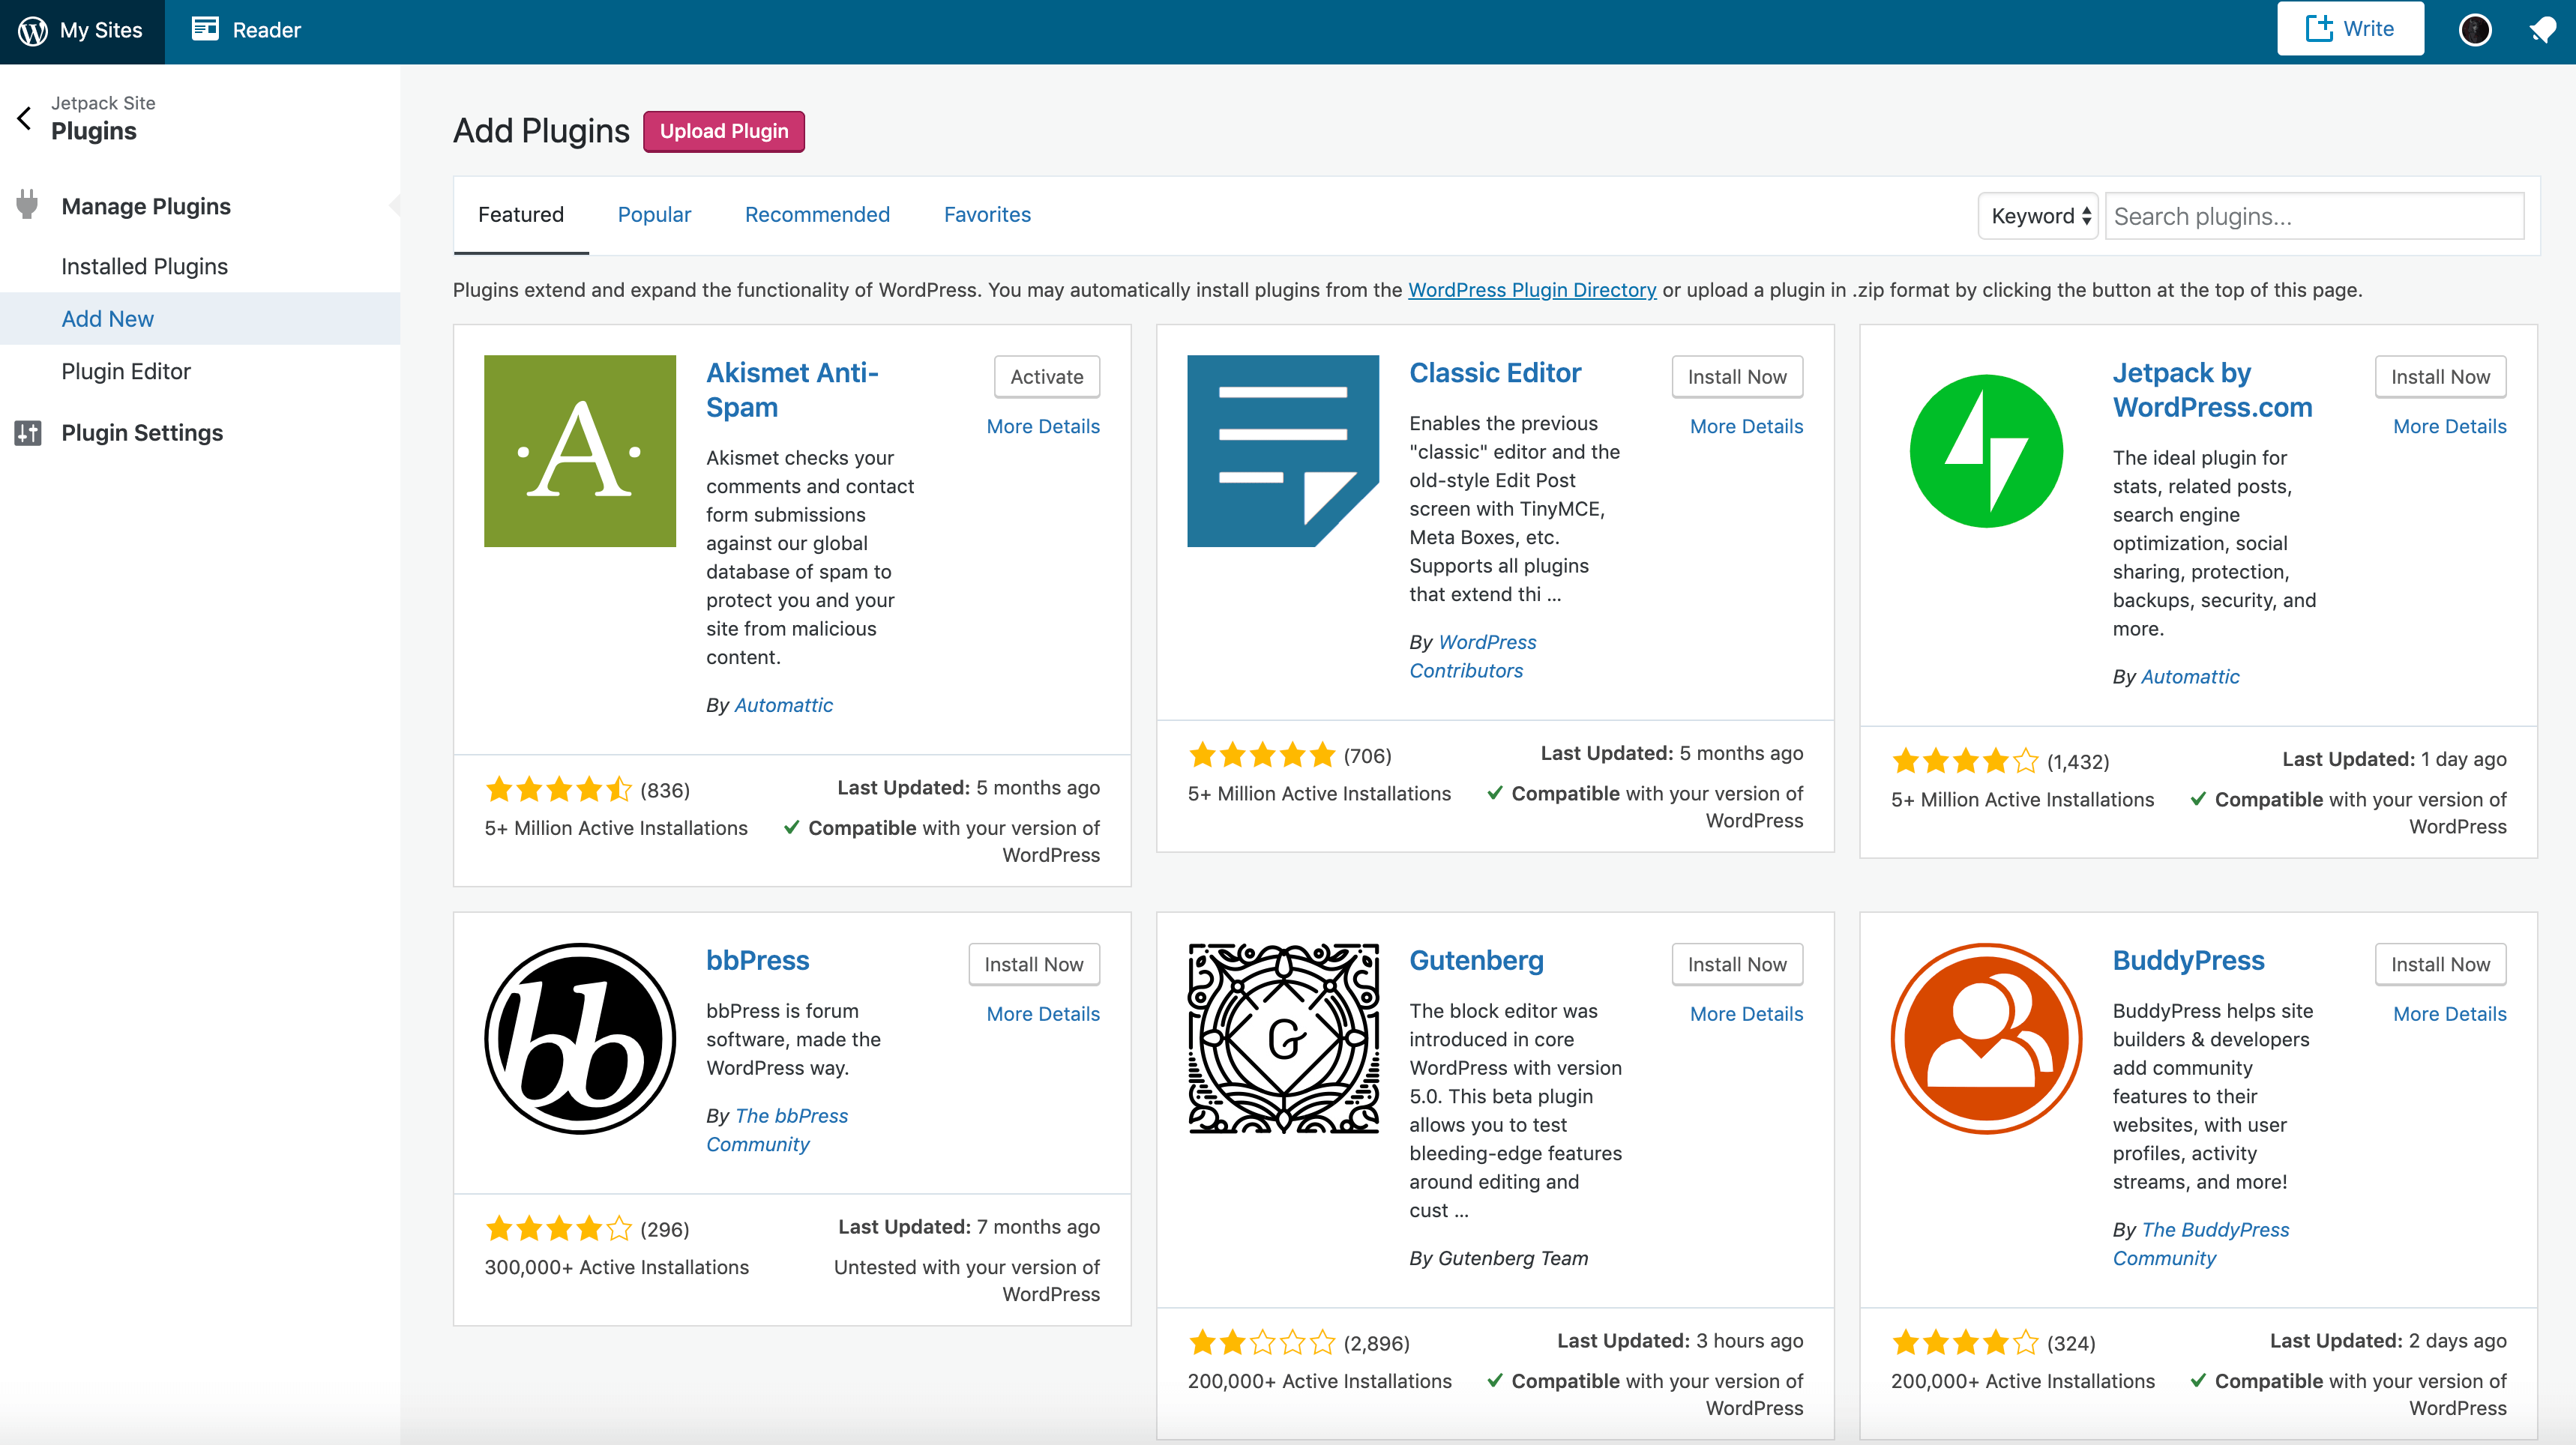 My Sites
Reader
Write
Jetpack Site
Plugins
Manage Plugins
Installed Plugins
Add New
Plugin Editor
Plugin Settings
Add Plugins
Upload Plugin
Featured
Popular
Recommended
Favorites
Keyword
Search plugins...
Plugins extend and expand the functionality of WordPress. You may automatically install plugins from the WordPress Plugin Directory or upload a plugin in .zip format by clicking the button at the top of this page.
A
Akismet Anti-
Spam
Activate
More Details
Akismet checks your
comments and contact
form submissions
against our global
database of spam to
protect you and your
site from malicious
content.
By Automattic
(836)
Last Updated: 5 months ago
5+ Million Active Installations
Compatible with your version of
WordPress
Classic Editor
Install Now
More Details
Enables the previous
"classic" editor and the
old-style Edit Post
screen with TinyMCE,
Meta Boxes, etc.
Supports all plugins
that extend thi ...
By WordPress
Contributors
(706)
Last Updated: 5 months ago
5+ Million Active Installations
Compatible with your version of
WordPress
Jetpack by
WordPress.com
Install Now
More Details
The ideal plugin for
stats, related posts,
search engine
optimization, social
sharing, protection,
backups, security, and
more.
By Automattic
(1,432)
Last Updated: 1 day ago
5+ Million Active Installations
Compatible with your version of
WordPress
bb
bbPress
Install Now
More Details
bbPress is forum
software, made the
WordPress way.
By The bbPress
Community
(296)
Last Updated: 7 months ago
300,000+ Active Installations
Untested with your version of
WordPress
G
Gutenberg
Install Now
More Details
The block editor was
introduced in core
WordPress with version
5.0. This beta plugin
allows you to test
bleeding-edge features
around editing and
cust ...
By Gutenberg Team
(2,896)
Last Updated: 3 hours ago
200,000+ Active Installations
Compatible with your version of
WordPress
BuddyPress
Install Now
More Details
BuddyPress helps site
builders & developers
add community
features to their
websites, with user
profiles, activity
streams, and more!
By The BuddyPress
Community
(324)
Last Updated: 2 days ago
200,000+ Active Installations
Compatible with your version of
WordPress